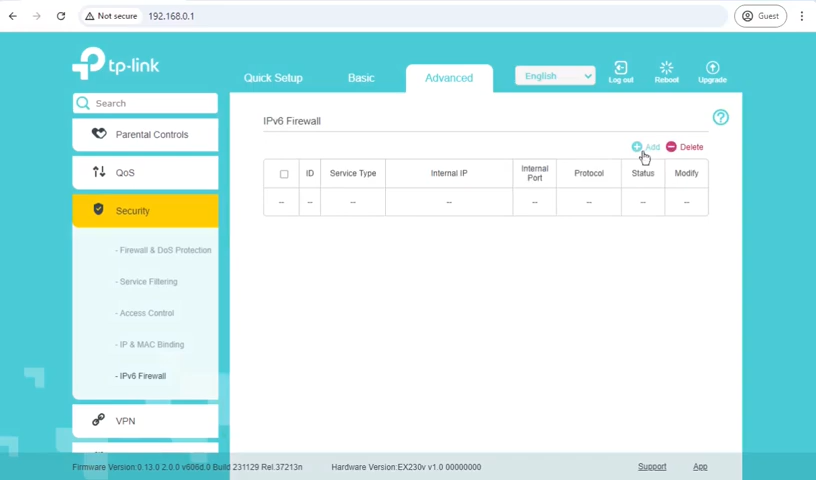 Not secure 192.168.0.1 Guest
tp-link
Quick Setup Basic Advanced English Log out Reboot Upgrade
Search
Parental Controls
QoS
Security
- Firewall & DoS Protection
- Service Filtering
- Access Control
- IP & MAC Binding
- IPv6 Firewall
VPN
IPv6 Firewall
Add Delete
ID Service Type Internal IP Internal Port Protocol Status Modify
-- -- -- -- -- -- -- --
Firmware Version:0.13.0 2.0.0 v606d.0 Build 231129 Rel.37213n Hardware Version:EX230v v1.0 00000000 Support App